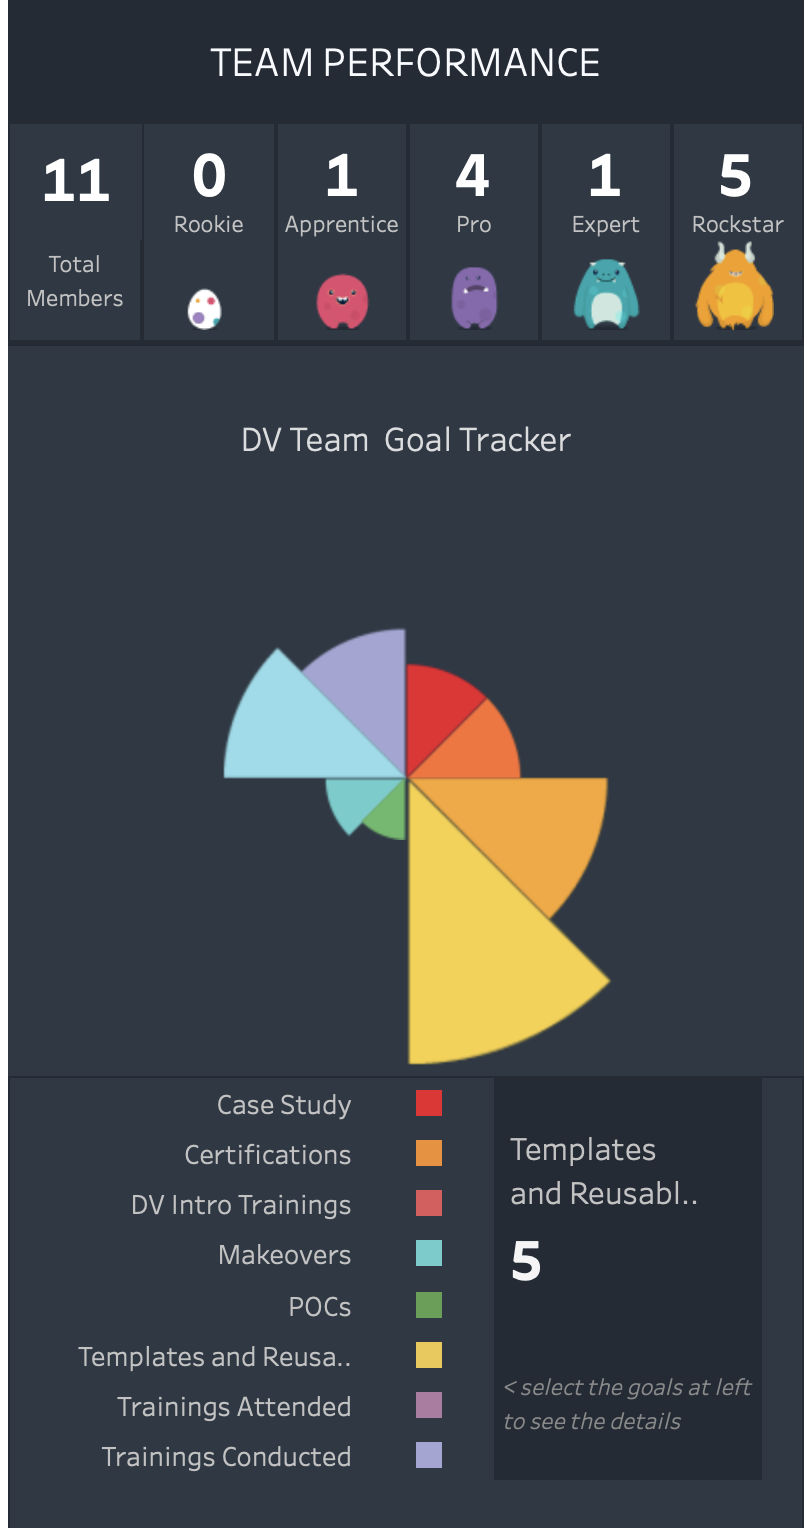 TEAM PERFORMANCE
11
0
1
4
1
5
Total
Members
Rookie
Apprentice
Pro
Expert
Rockstar
DV Team  Goal Tracker
Case Study
Certifications
DV Intro Trainings
Makeovers
POCs
Templates and Reusa..
Trainings Attended
Trainings Conducted
Templates
and Reusabl..
5
< select the goals at left
to see the details